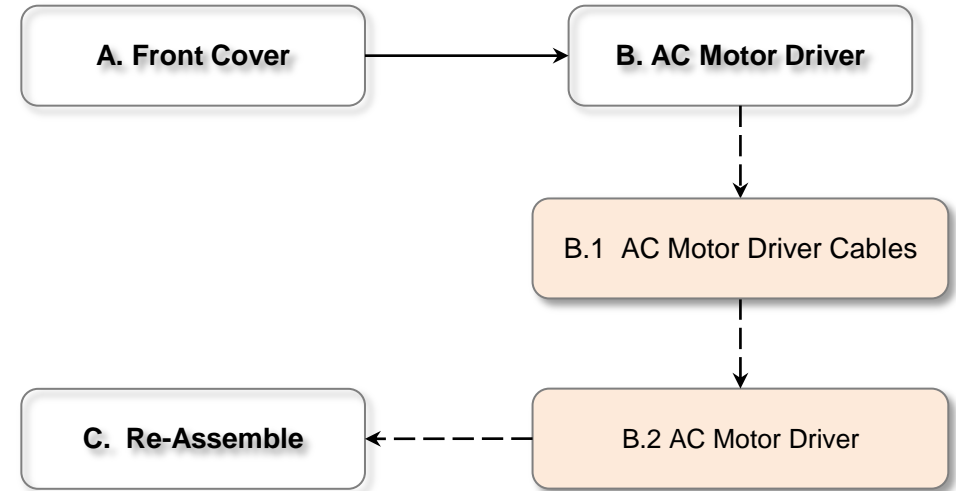 A. Front Cover
B. AC Motor Driver
B.1 AC Motor Driver Cables
B.2 AC Motor Driver
C. Re-Assemble